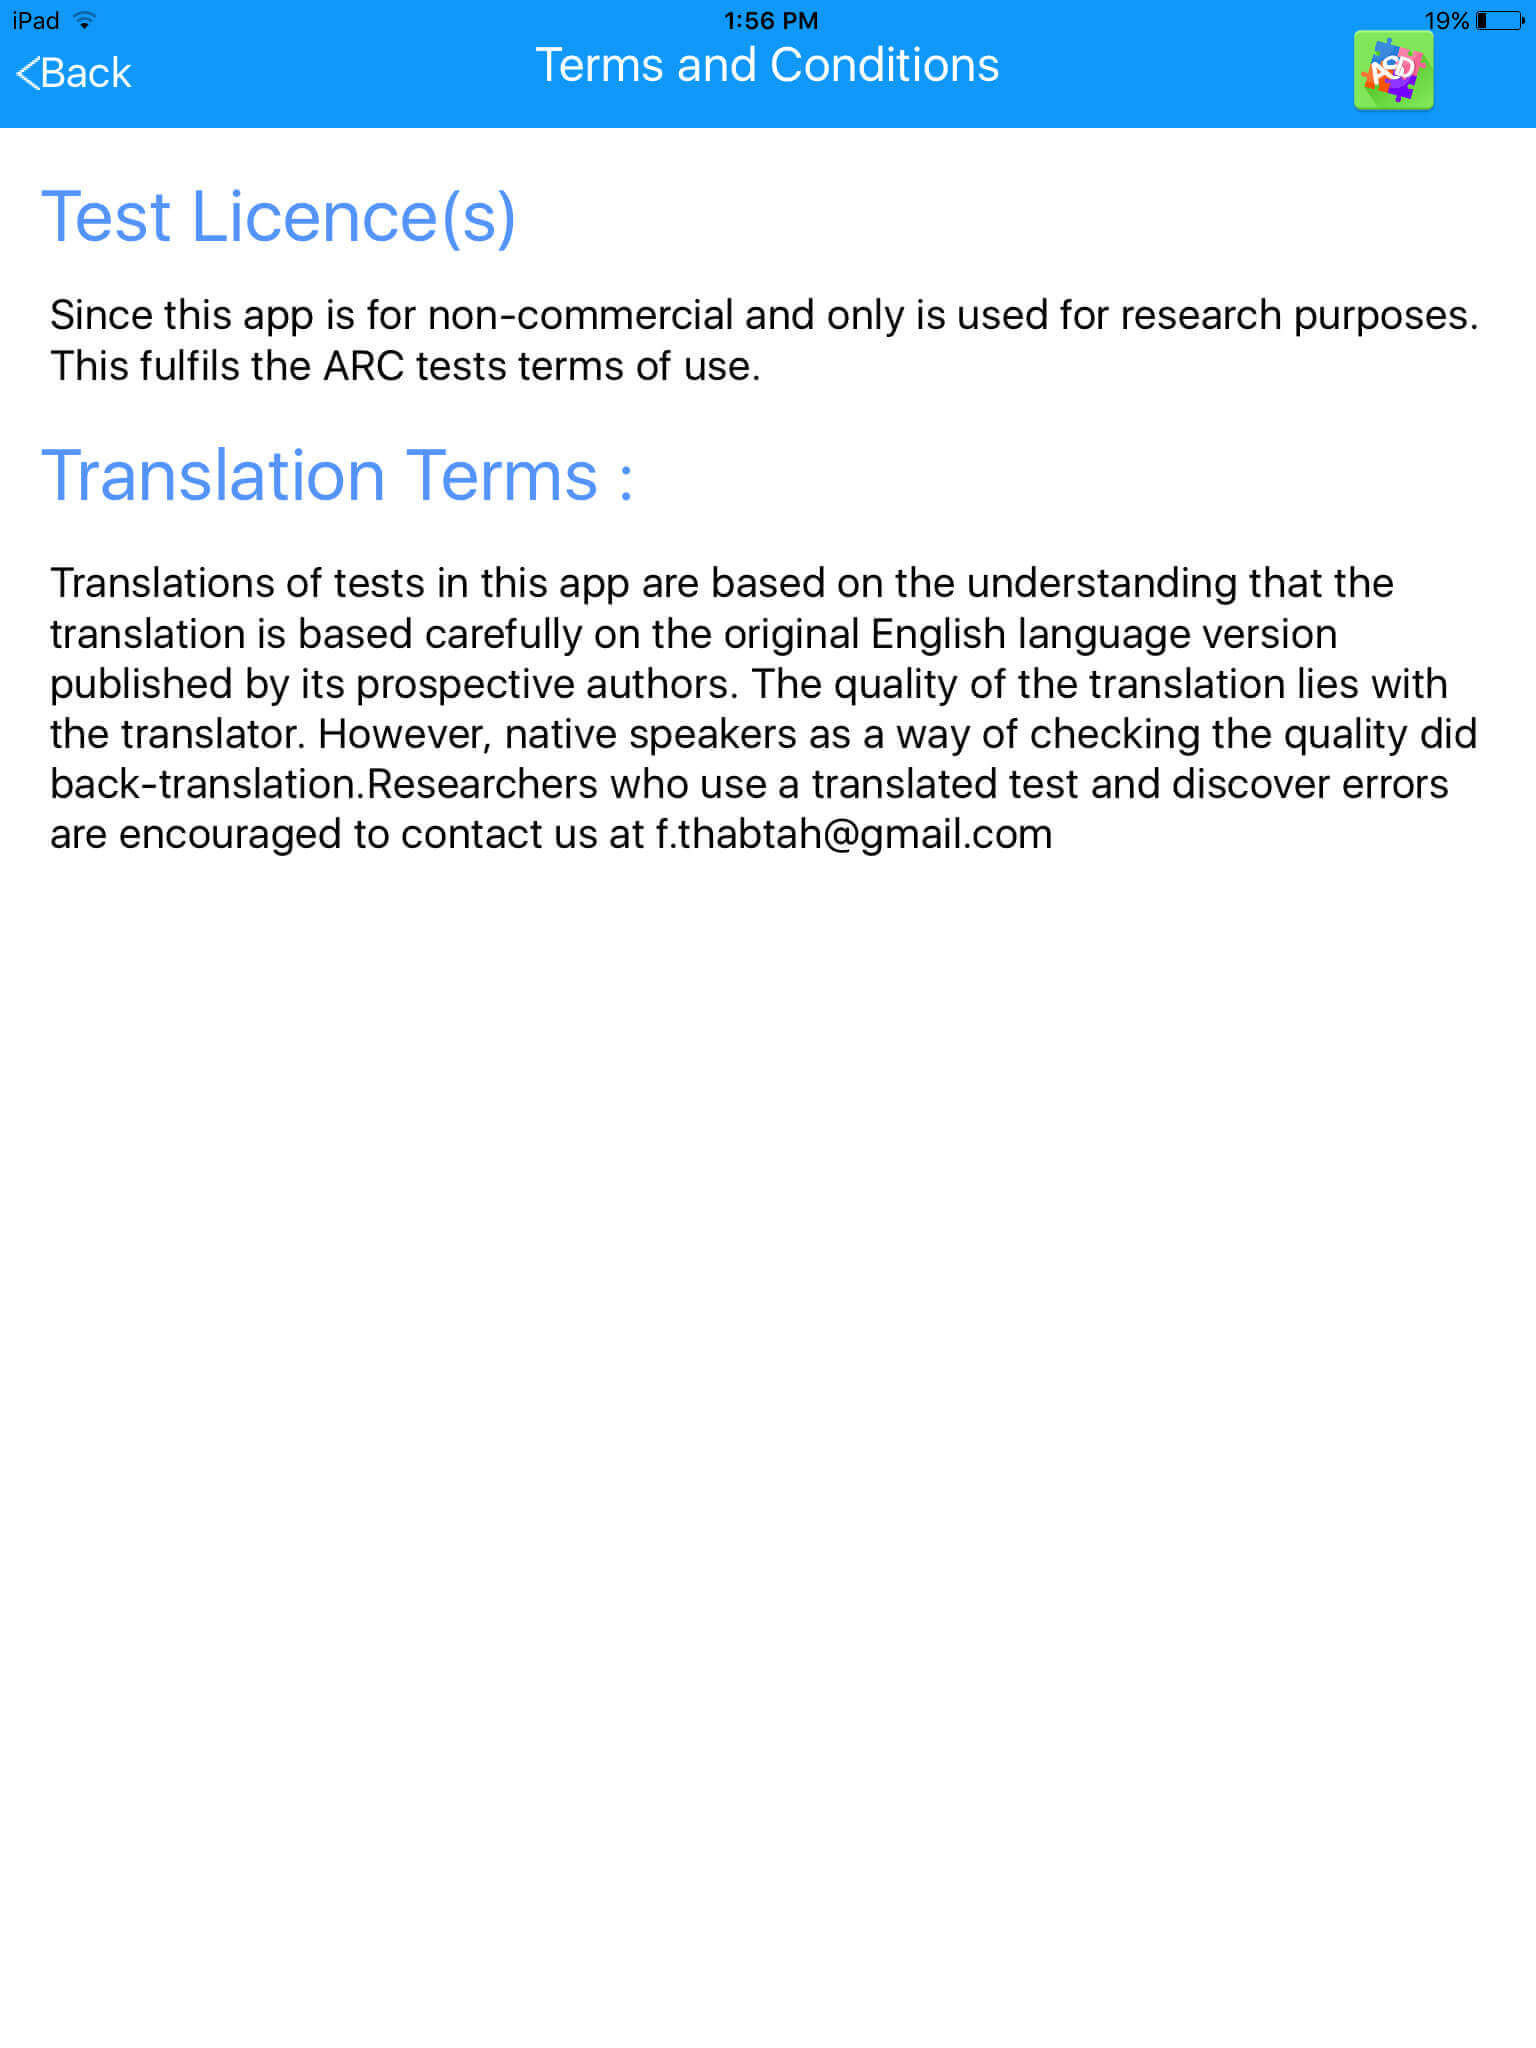 iPad 1:56 PM 19%
Back Terms and Conditions ASD
Test Licence(s)
Since this app is for non-commercial and only is used for research purposes.
This fulfils the ARC tests terms of use.
Translation Terms :
Translations of tests in this app are based on the understanding that the
translation is based carefully on the original English language version
published by its prospective authors. The quality of the translation lies with
the translator. However, native speakers as a way of checking the quality did
back-translation.Researchers who use a translated test and discover errors
are encouraged to contact us at f.thabtah@gmail.com